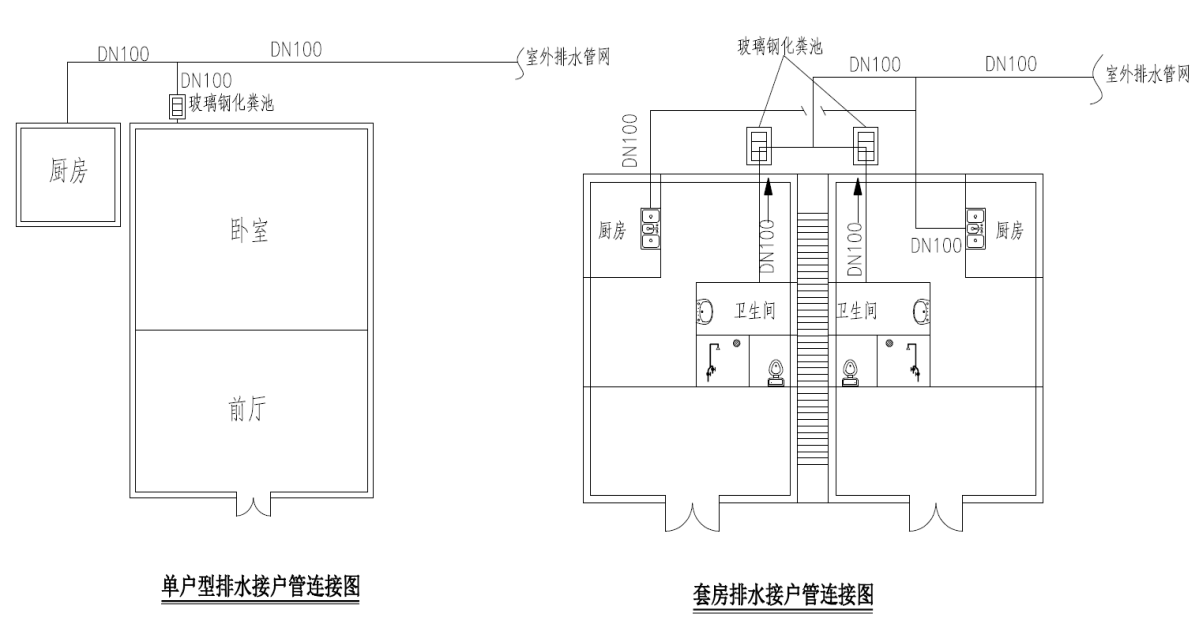 DN100
DN100
室外排水管网
DN100
玻璃钢化粪池
厨房
卧室
前厅
单户型排水接户管连接图
玻璃钢化粪池
DN100
DN100
室外排水管网
DN100
厨房
DN100
DN100
DN100
厨房
卫生间
卫生间
套房排水接户管连接图